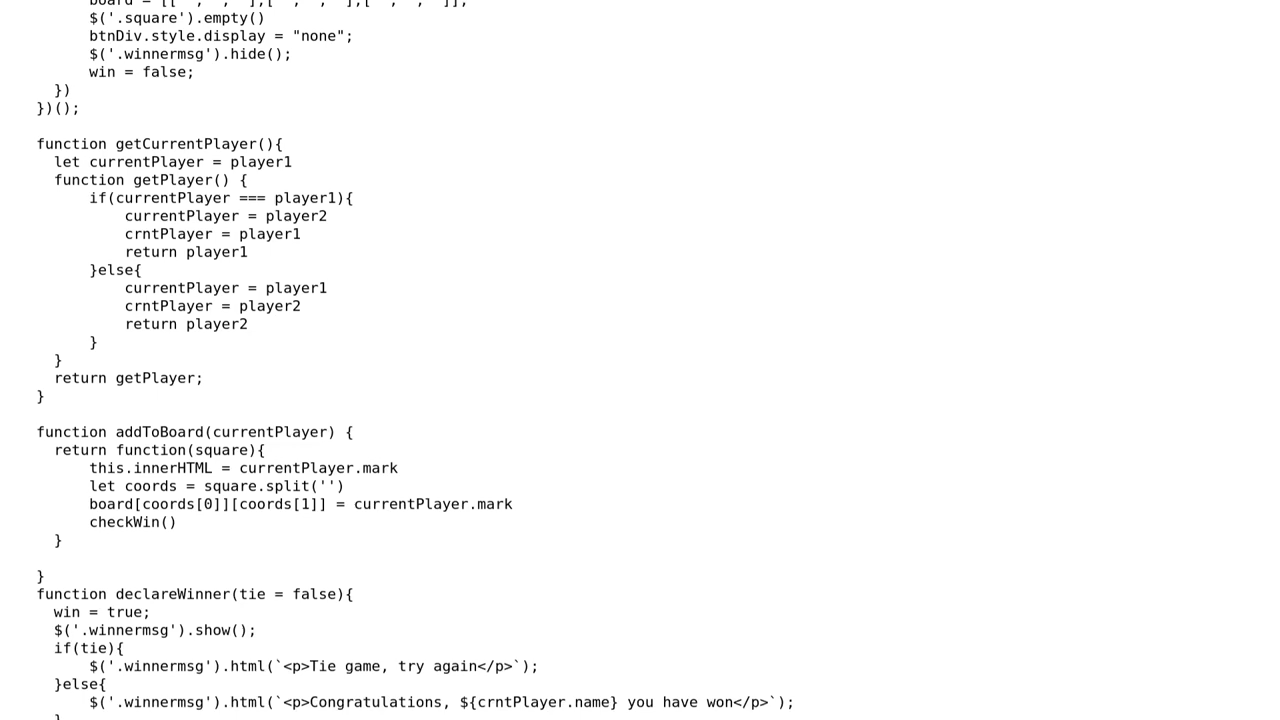 board = [[' ',' ',' '],[' ',' ',' '],[' ',' ',' ']];
$('.square').empty()
btnDiv.style.display = "none";
$('.winnermsg').hide();
win = false;
})
})();
function getCurrentPlayer(){
let currentPlayer = player1
function getPlayer() {
if(currentPlayer === player1){
currentPlayer = player2
crntPlayer = player1
return player1
}else{
currentPlayer = player1
crntPlayer = player2
return player2
}
}
return getPlayer;
}
function addToBoard(currentPlayer) {
return function(square){
this.innerHTML = currentPlayer.mark
let coords = square.split('')
board[coords[0]][coords[1]] = currentPlayer.mark
checkWin()
}
}
function declareWinner(tie = false){
win = true;
$('.winnermsg').show();
if(tie){
$('.winnermsg').html(`<p>Tie game, try again</p>`);
}else{
$('.winnermsg').html(`<p>Congratulations, ${crntPlayer.name} you have won</p>`);
}